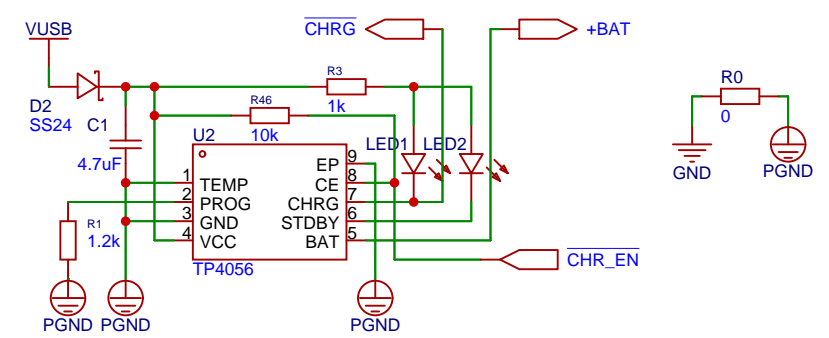 VUSB
CHRG
+BAT
D2
SS24
C1
4.7uF
R3
1k
R46
10k
LED1
LED2
R0
0
GND
PGND
U2
1 TEMP
2 PROG
3 GND
4 VCC
EP 9
CE 8
CHRG 7
STDBY 6
BAT 5
TP4056
R1
1.2k
CHR_EN
PGND
PGND
PGND